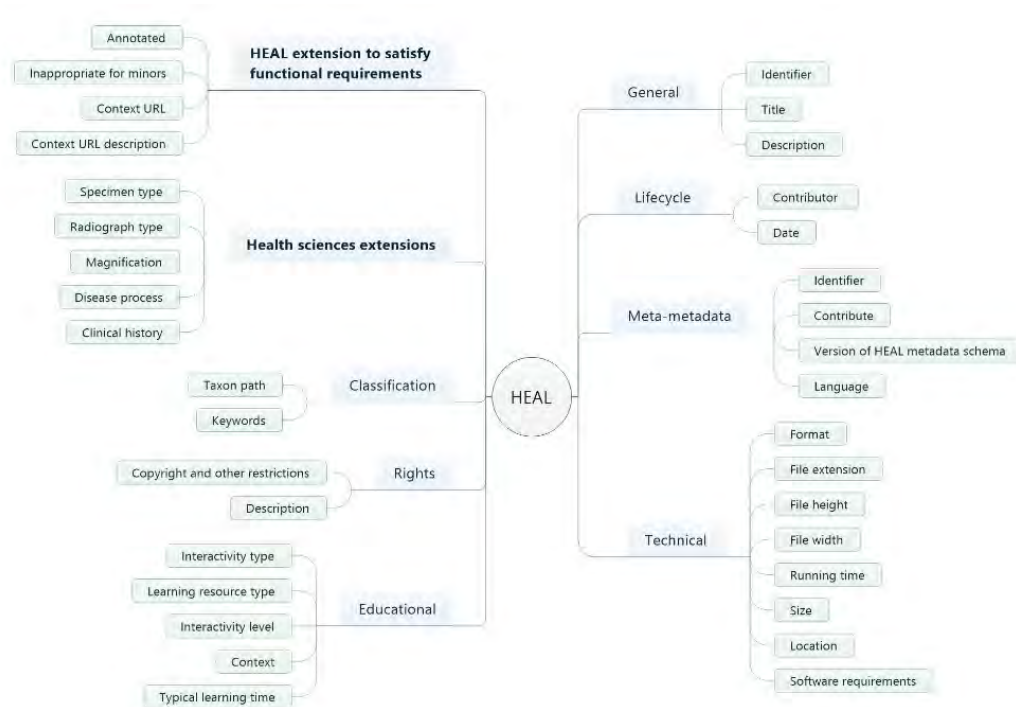 HEAL extension to satisfy
functional requirements
Annotated
Inappropriate for minors
Context URL
Context URL description
Health sciences extensions
Specimen type
Radiograph type
Magnification
Disease process
Clinical history
Classification
Taxon path
Keywords
Rights
Copyright and other restrictions
Description
Educational
Interactivity type
Learning resource type
Interactivity level
Context
Typical learning time
HEAL
General
Identifier
Title
Description
Lifecycle
Contributor
Date
Meta-metadata
Identifier
Contribute
Version of HEAL metadata schema
Language
Technical
Format
File extension
File height
File width
Running time
Size
Location
Software requirements